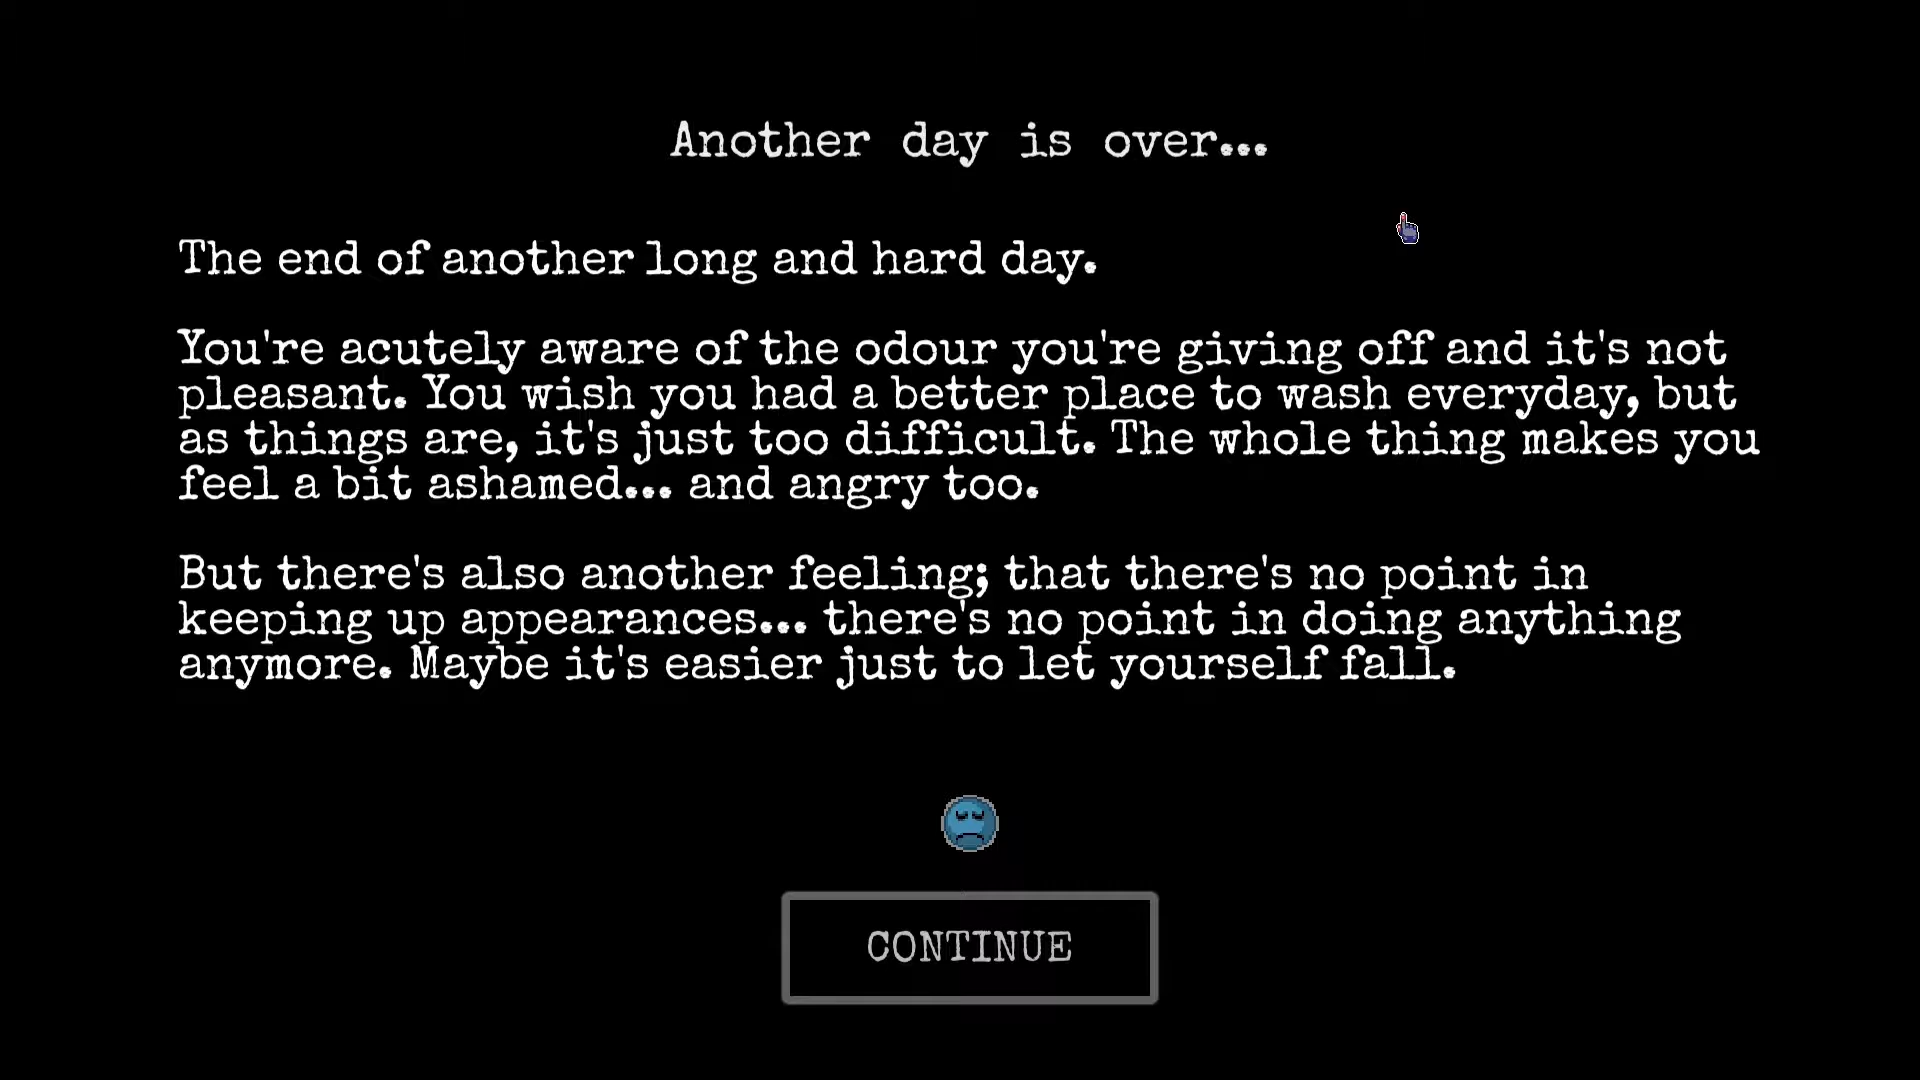 Another day is over...
The end of another long and hard day.
You're acutely aware of the odour you're giving off and it's not
pleasant. You wish you had a better place to wash everyday, but
as things are, it's just too difficult. The whole thing makes you
feel a bit ashamed... and angry too.
But there's also another feeling; that there's no point in
keeping up appearances... there's no point in doing anything
anymore. Maybe it's easier just to let yourself fall.
CONTINUE